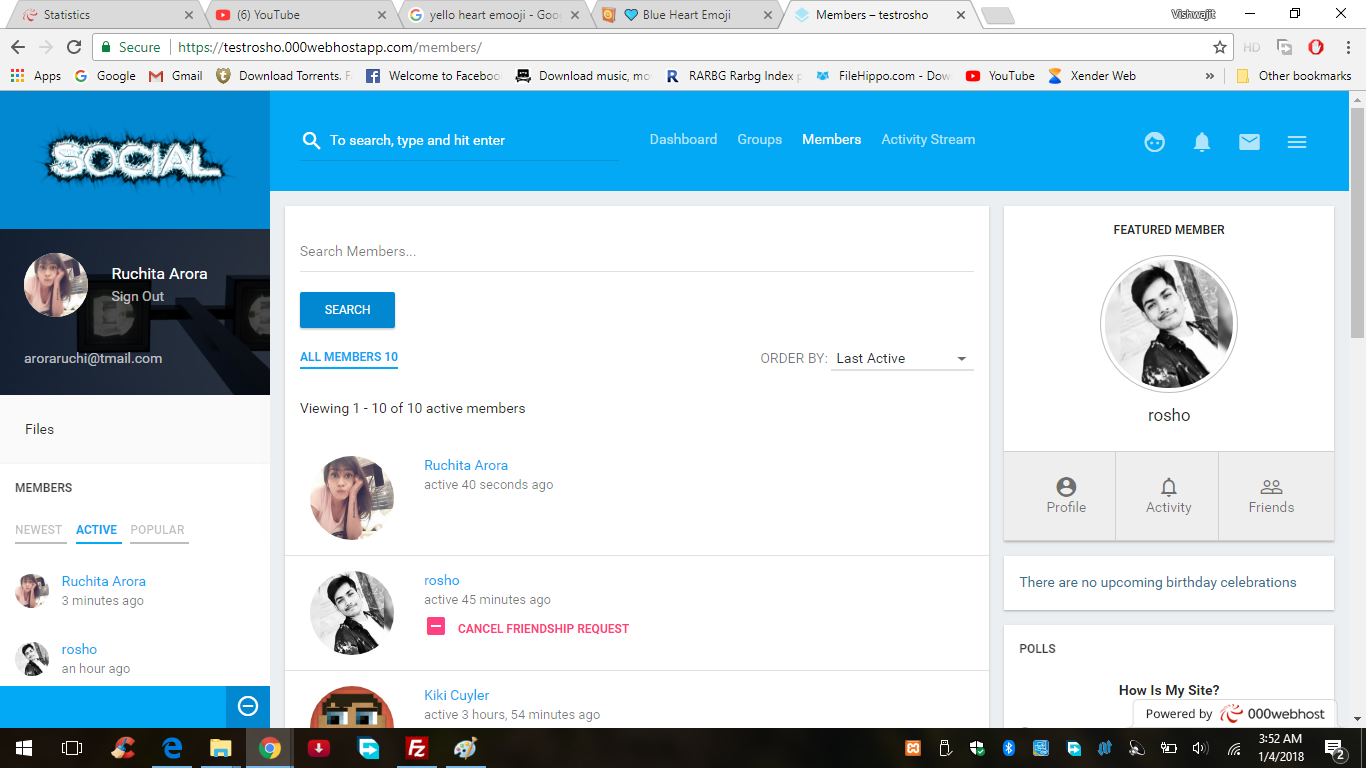 Statistics
(6) YouTube
yello heart emooji - Goo
Blue Heart Emoji
Members – testrosho
Vishwajit
Secure
https://testrosho.000webhostapp.com/members/
HD
Apps
Google
Gmail
Download Torrents. F
Welcome to Faceboo
Download music, mo
RARBG Rarbg Index p
FileHippo.com - Dow
YouTube
Xender Web
»
Other bookmarks
SOCIAL
To search, type and hit enter
Dashboard
Groups
Members
Activity Stream
Ruchita Arora
Sign Out
aroraruchi@tmail.com
Files
MEMBERS
NEWEST
ACTIVE
POPULAR
Ruchita Arora
3 minutes ago
rosho
an hour ago
Search Members...
SEARCH
ALL MEMBERS 10
ORDER BY: Last Active
Viewing 1 - 10 of 10 active members
Ruchita Arora
active 40 seconds ago
rosho
active 45 minutes ago
CANCEL FRIENDSHIP REQUEST
Kiki Cuyler
active 3 hours, 54 minutes ago
FEATURED MEMBER
rosho
Profile
Activity
Friends
There are no upcoming birthday celebrations
POLLS
How Is My Site?
Powered by 000webhost
3:52 AM
1/4/2018
2